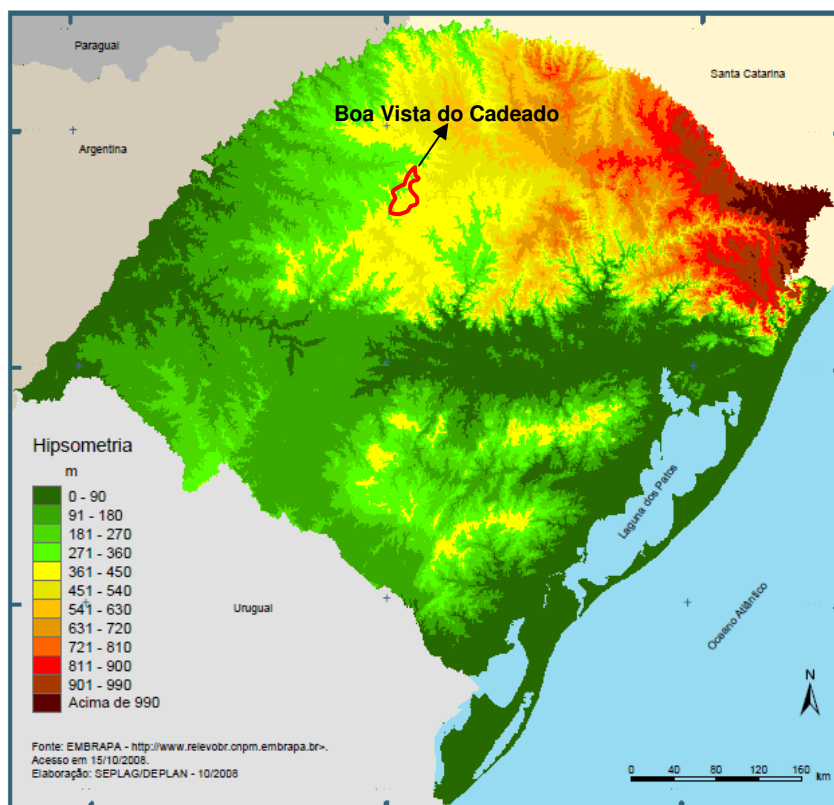 Paraguai
Santa Catarina
Boa Vista do Cadeado
Argentina
Hipsometria
m
0 - 90
91 - 180
181 - 270
271 - 360
361 - 450
451 - 540
541 - 630
631 - 720
721 - 810
811 - 900
901 - 990
Acima de 990
Laguna dos Patos
Uruguai
Oceano Atlântico
N
Fonte: EMBRAPA - http://www.relevobr.cnpm.embrapa.br>.
Acesso em 15/10/2008.
Elaboração: SEPLAG/DEPLAN - 10/2008
0 40 80 120 160
km